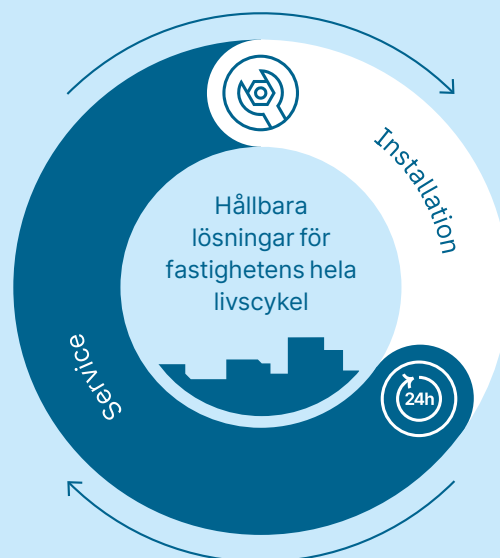 Installation
Hållbara
lösningar för
fastighetens hela
livscykel
Service
24h